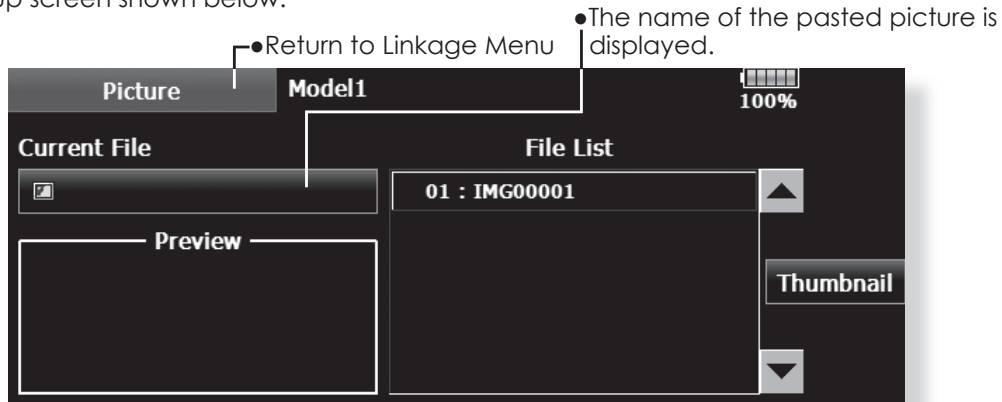 up screen shown below.
●The name of the pasted picture is
●Return to Linkage Menu displayed.
Picture Model1 100%
Current File File List
01 : IMG00001
Preview
Thumbnail